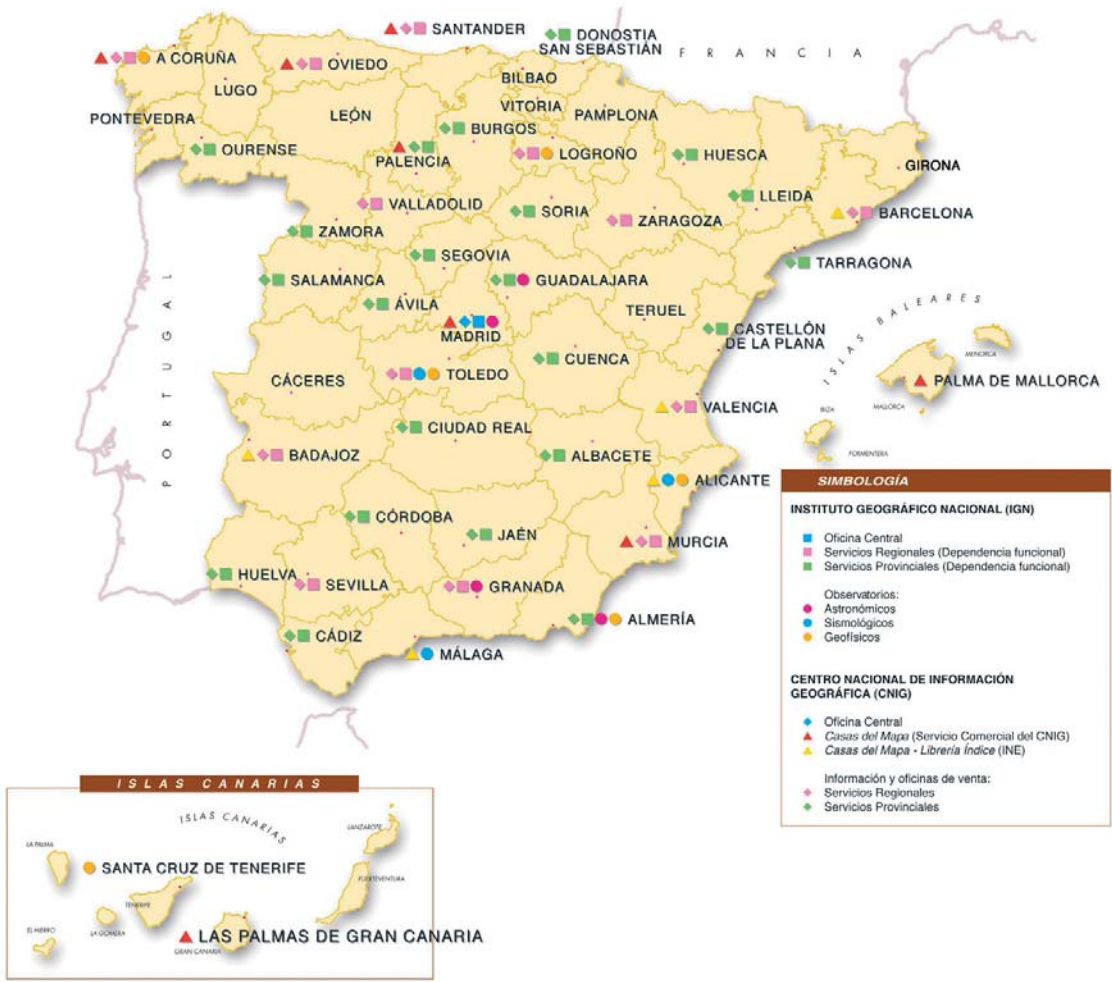 SANTANDER
DONOSTIA
SAN SEBASTIÁN
FRANCIA
A CORUÑA
OVIEDO
BILBAO
LUGO
VITORIA
PONTEVEDRA
LEÓN
PAMPLONA
BURGOS
OURENSE
PALENCIA
LOGROÑO
HUESCA
GIRONA
LLEIDA
VALLADOLID
SORIA
ZARAGOZA
BARCELONA
ZAMORA
SEGOVIA
TARRAGONA
SALAMANCA
GUADALAJARA
ÁVILA
TERUEL
PORTUGAL
MADRID
CASTELLÓN
DE LA PLANA
ISLAS BALEARES
MENORCA
CUENCA
TOLEDO
CÁCERES
PALMA DE MALLORCA
VALENCIA
IBIZA
MALLORCA
CIUDAD REAL
BADAJOZ
ALBACETE
FORMENTERA
ALICANTE
CÓRDOBA
JAÉN
MURCIA
HUELVA
SEVILLA
GRANADA
ALMERÍA
CÁDIZ
MÁLAGA
SIMBOLOGÍA
INSTITUTO GEOGRÁFICO NACIONAL (IGN)
Oficina Central
Servicios Regionales (Dependencia funcional)
Servicios Provinciales (Dependencia funcional)
Observatorios:
Astronómicos
Sismológicos
Geofísicos
CENTRO NACIONAL DE INFORMACIÓN
GEOGRÁFICA (CNIG)
Oficina Central
Casas del Mapa (Servicio Comercial del CNIG)
Casas del Mapa - Librería Índice (INE)
Información y oficinas de venta:
Servicios Regionales
Servicios Provinciales
ISLAS CANARIAS
ISLAS CANARIAS
LANZAROTE
LA PALMA
SANTA CRUZ DE TENERIFE
FUERTEVENTURA
TENERIFE
EL HIERRO
LA GOMERA
LAS PALMAS DE GRAN CANARIA
GRAN CANARIA